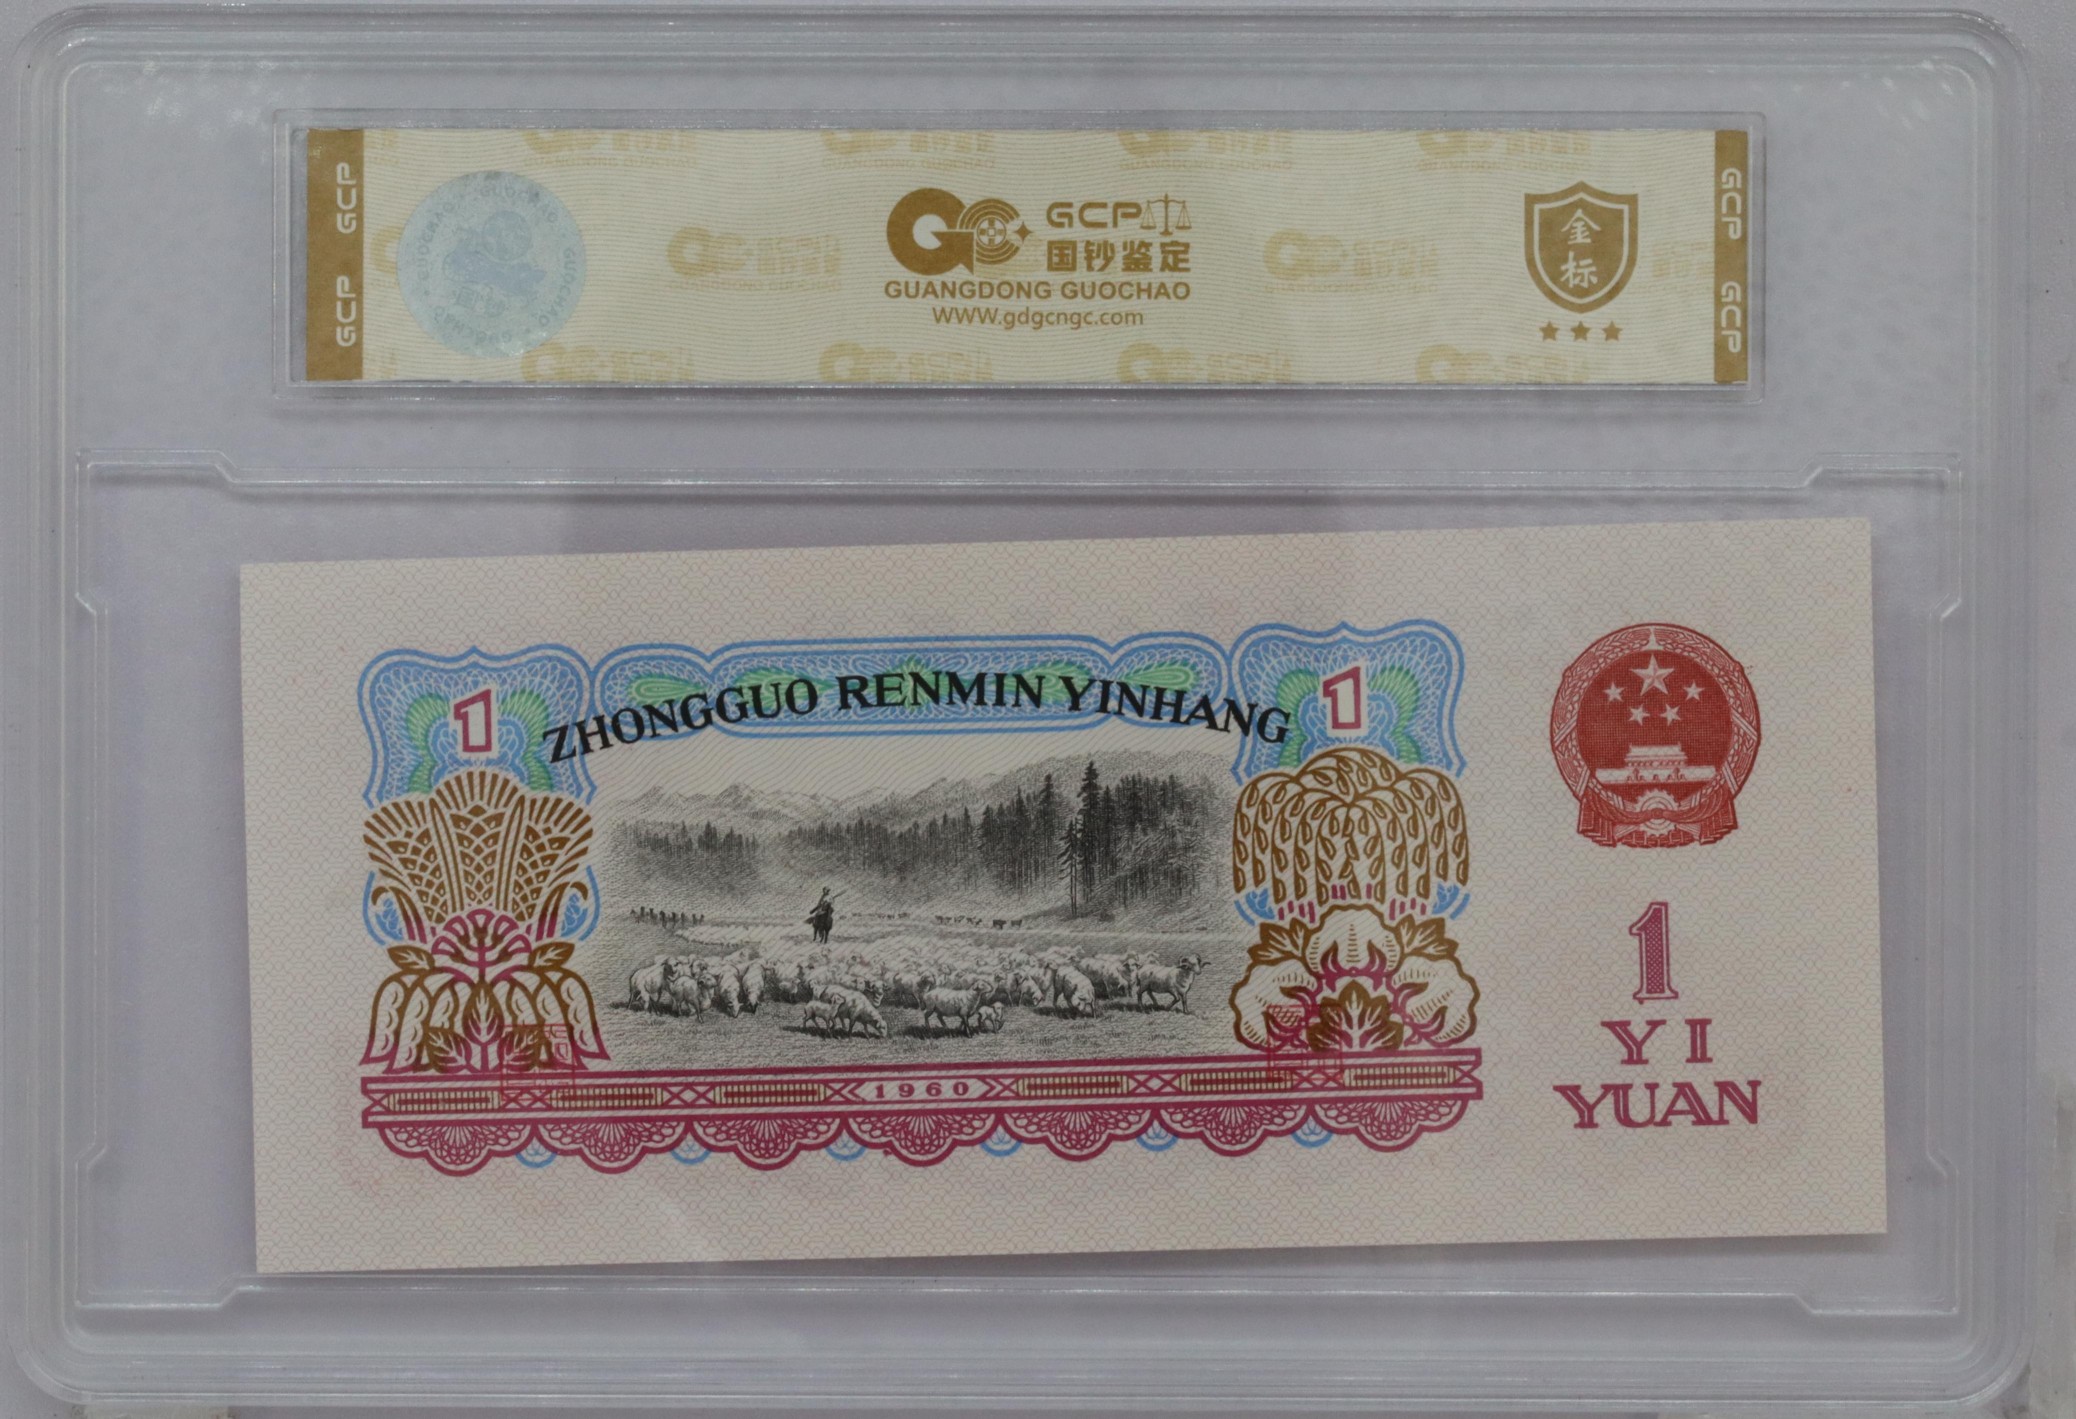 GCP
GCP
GCP
国钞鉴定
GUANGDONG GUOCHAO
WWW.gdgcngc.com
金标
GCP
GCP
1
ZHONGGUO RENMIN YINHANG
1
1960
1
YI
YUAN